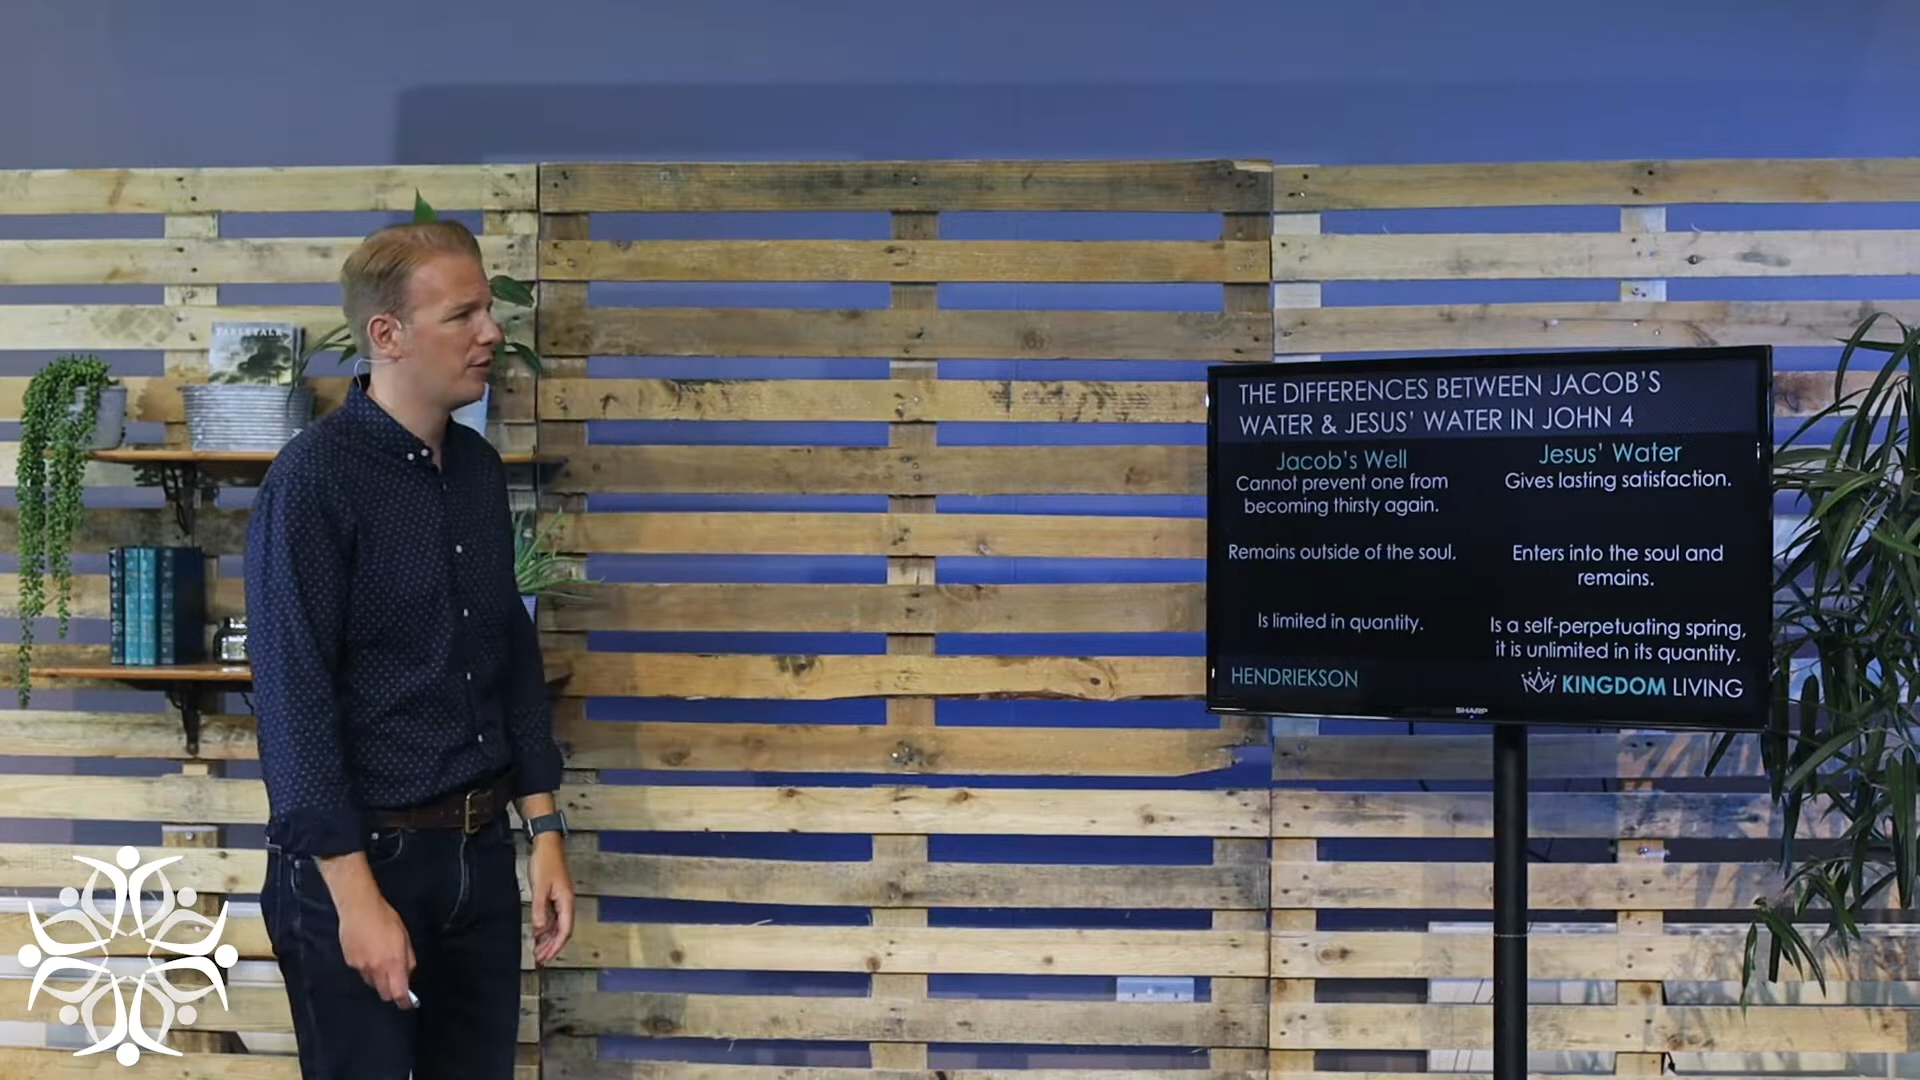 TABLETALK
THE DIFFERENCES BETWEEN JACOB'S
WATER & JESUS' WATER IN JOHN 4
Jacob's Well
Cannot prevent one from
becoming thirsty again.
Remains outside of the soul.
Is limited in quantity.
Jesus' Water
Gives lasting satisfaction.
Enters into the soul and
remains.
Is a self-perpetuating spring,
it is unlimited in its quantity.
HENDRIEKSON
KINGDOM LIVING
SHARP